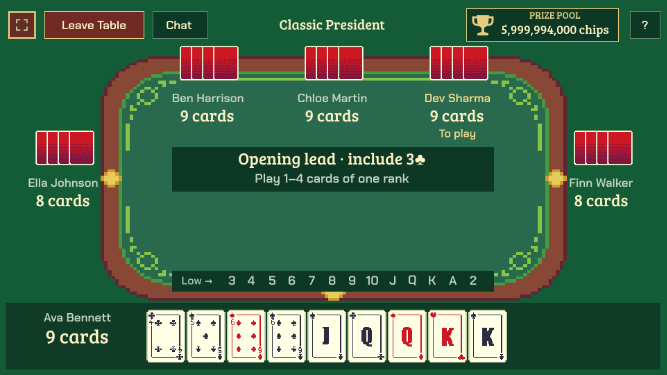 Leave Table
Chat
Classic President
PRIZE POOL
5,999,994,000 chips
?
Ben Harrison
9 cards
Chloe Martin
9 cards
Dev Sharma
9 cards
To play
Ella Johnson
8 cards
Finn Walker
8 cards
Opening lead · include 3♣
Play 1–4 cards of one rank
Low → 3 4 5 6 7 8 9 10 J Q K A 2
Ava Bennett
9 cards
J Q Q K K